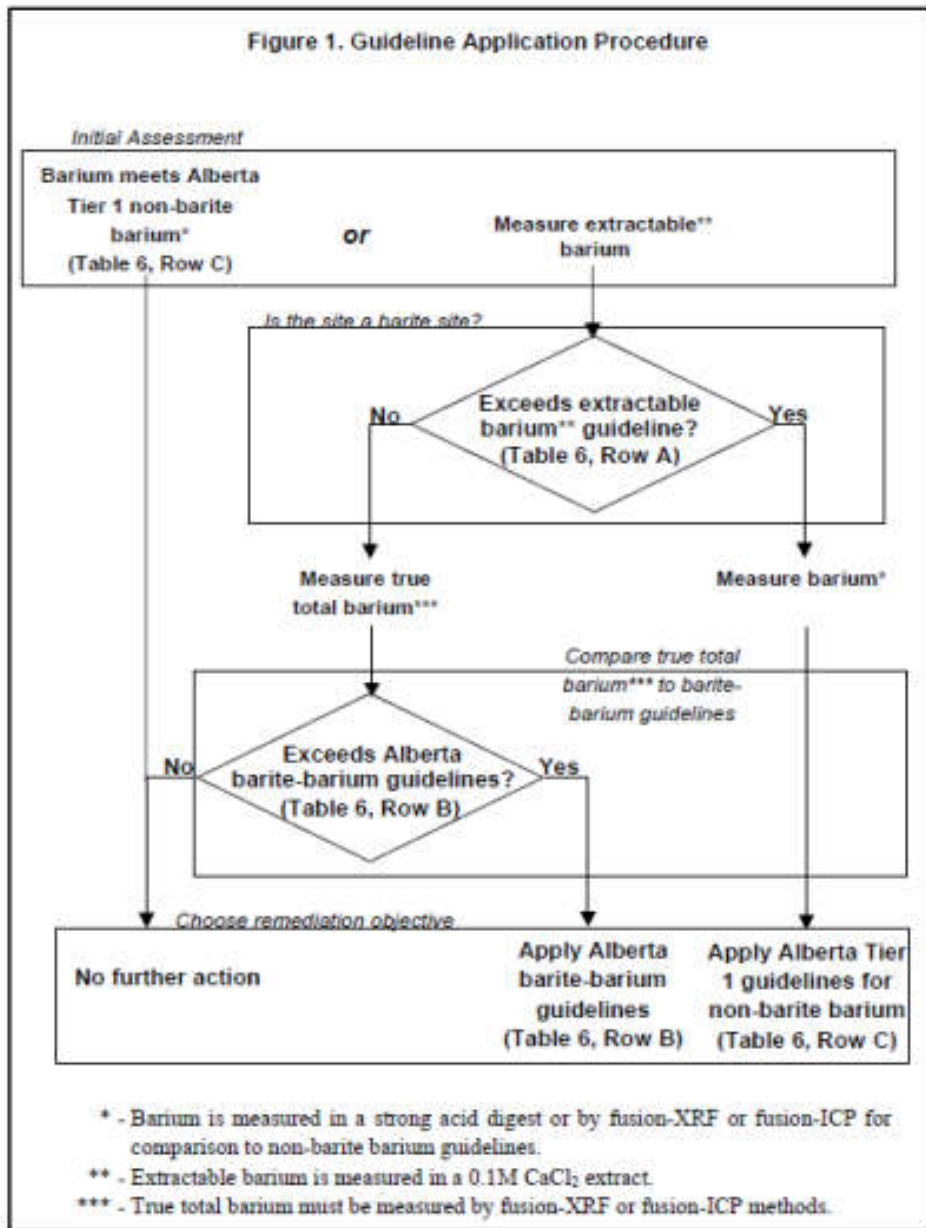 Figure 1. Guideline Application Procedure
Initial Assessment
Barium meets Alberta
Tier 1 non-barite
barium*
(Table 6, Row C)
or
Measure extractable**
barium
Is the site a barite site?
No
Exceeds extractable
barium** guideline?
(Table 6, Row A)
Yes
Measure true
total barium***
Measure barium*
Compare true total
barium*** to barite-
barium guidelines
No
Exceeds Alberta
barite-barium guidelines?
(Table 6, Row B)
Yes
Choose remediation objective
No further action
Apply Alberta
barite-barium
guidelines
(Table 6, Row B)
Apply Alberta Tier
1 guidelines for
non-barite barium
(Table 6, Row C)
* - Barium is measured in a strong acid digest or by fusion-XRF or fusion-ICP for
comparison to non-barite barium guidelines.
** - Extractable barium is measured in a 0.1M CaCl₂ extract.
*** - True total barium must be measured by fusion-XRF or fusion-ICP methods.